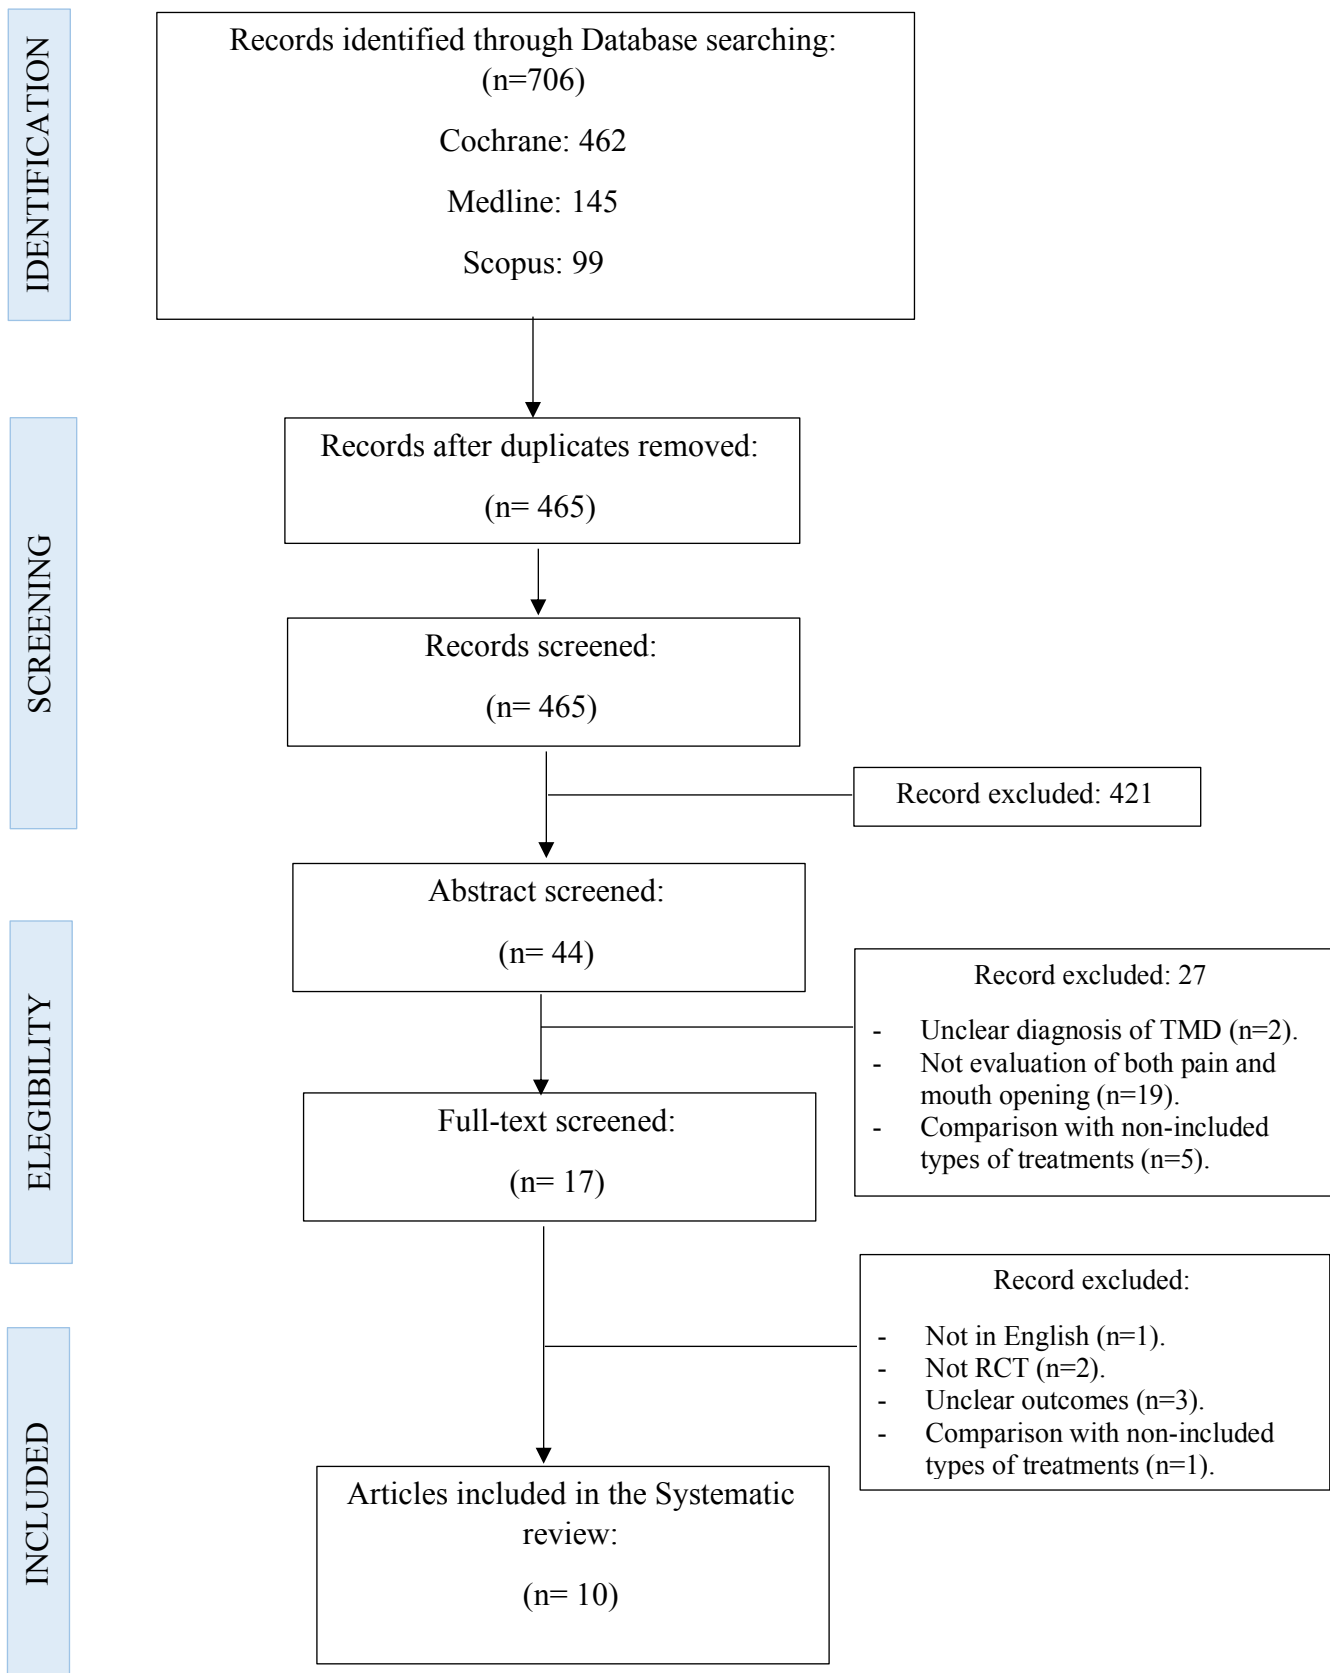 IDENTIFICATION
Records identified through Database searching:
(n=706)
Cochrane: 462
Medline: 145
Scopus: 99
SCREENING
Records after duplicates removed:
(n= 465)
Records screened:
(n= 465)
Record excluded: 421
Abstract screened:
(n= 44)
ELEGIBILITY
Record excluded: 27
- Unclear diagnosis of TMD (n=2).
- Not evaluation of both pain and
mouth opening (n=19).
- Comparison with non-included
types of treatments (n=5).
Full-text screened:
(n= 17)
Record excluded:
- Not in English (n=1).
- Not RCT (n=2).
- Unclear outcomes (n=3).
- Comparison with non-included
types of treatments (n=1).
INCLUDED
Articles included in the Systematic
review:
(n= 10)